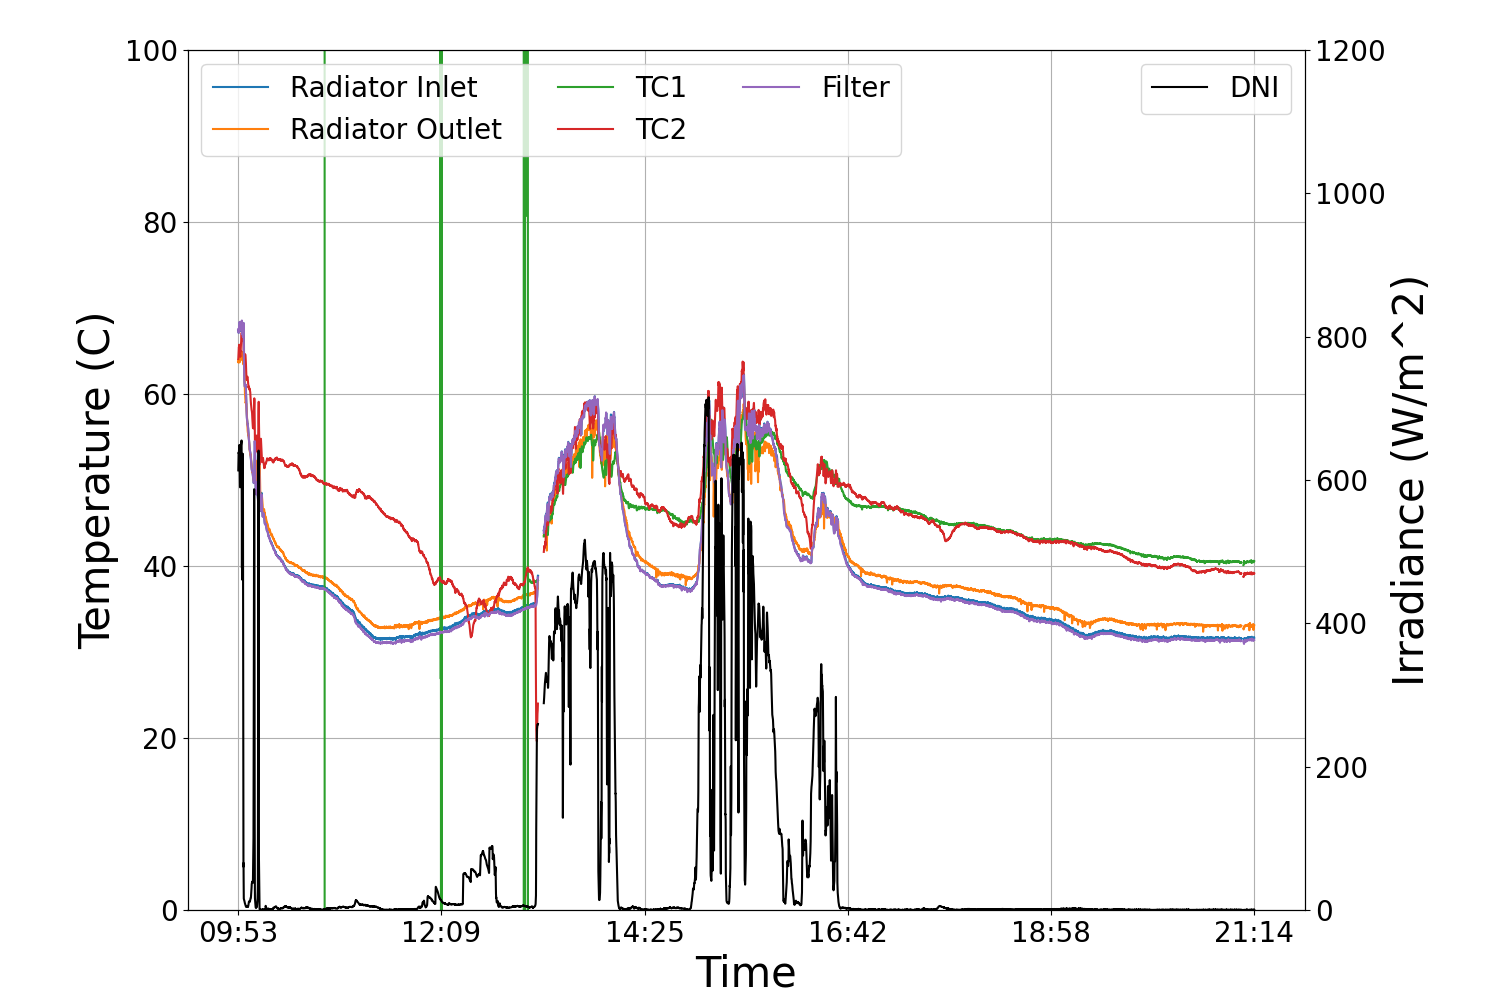 Radiator Inlet
Radiator Outlet
TC1
TC2
Filter
DNI
100
80
60
40
20
0
Temperature (C)
1200
1000
800
600
400
200
0
Irradiance (W/m^2)
09:53 12:09 14:25 16:42 18:58 21:14
Time